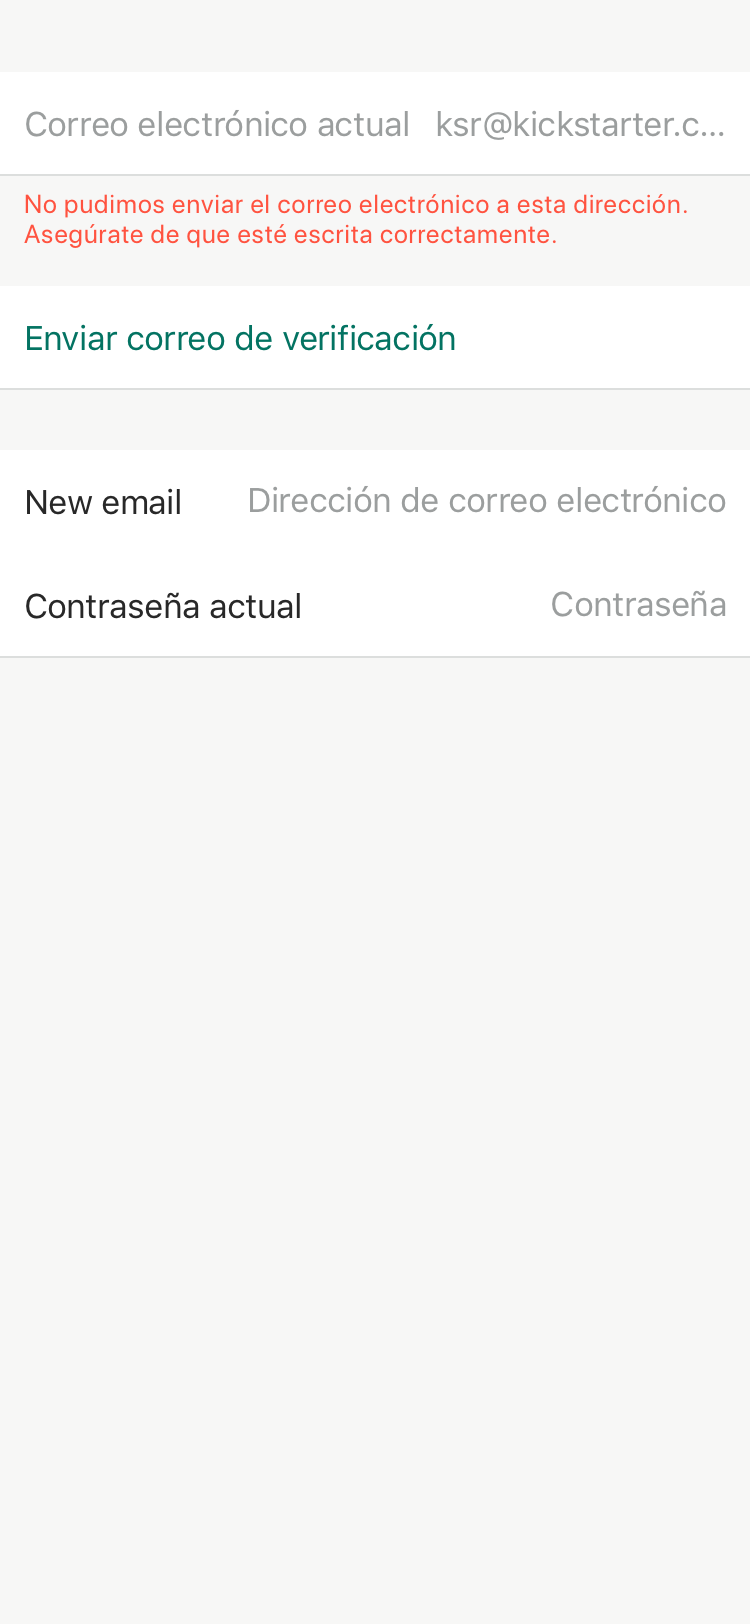 Correo electrónico actual ksr@kickstarter.c...
No pudimos enviar el correo electrónico a esta dirección.
Asegúrate de que esté escrita correctamente.
Enviar correo de verificación
New email Dirección de correo electrónico
Contraseña actual Contraseña